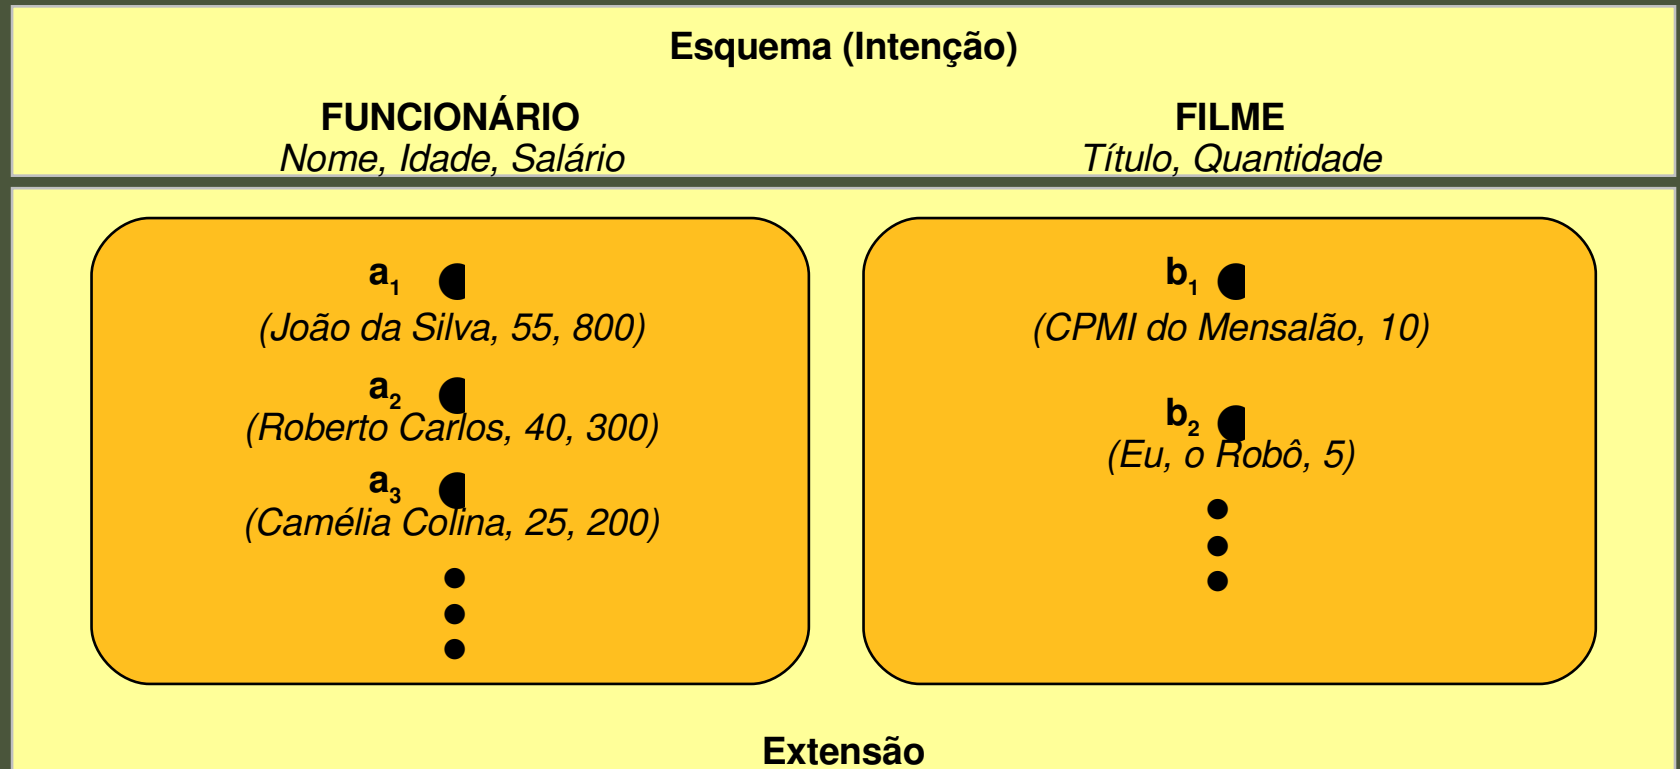 Esquema (Intenção)
FUNCIONÁRIO
Nome, Idade, Salário
FILME
Título, Quantidade
a1
(João da Silva, 55, 800)
a2
(Roberto Carlos, 40, 300)
a3
(Camélia Colina, 25, 200)
b1
(CPMI do Mensalão, 10)
b2
(Eu, o Robô, 5)
Extensão